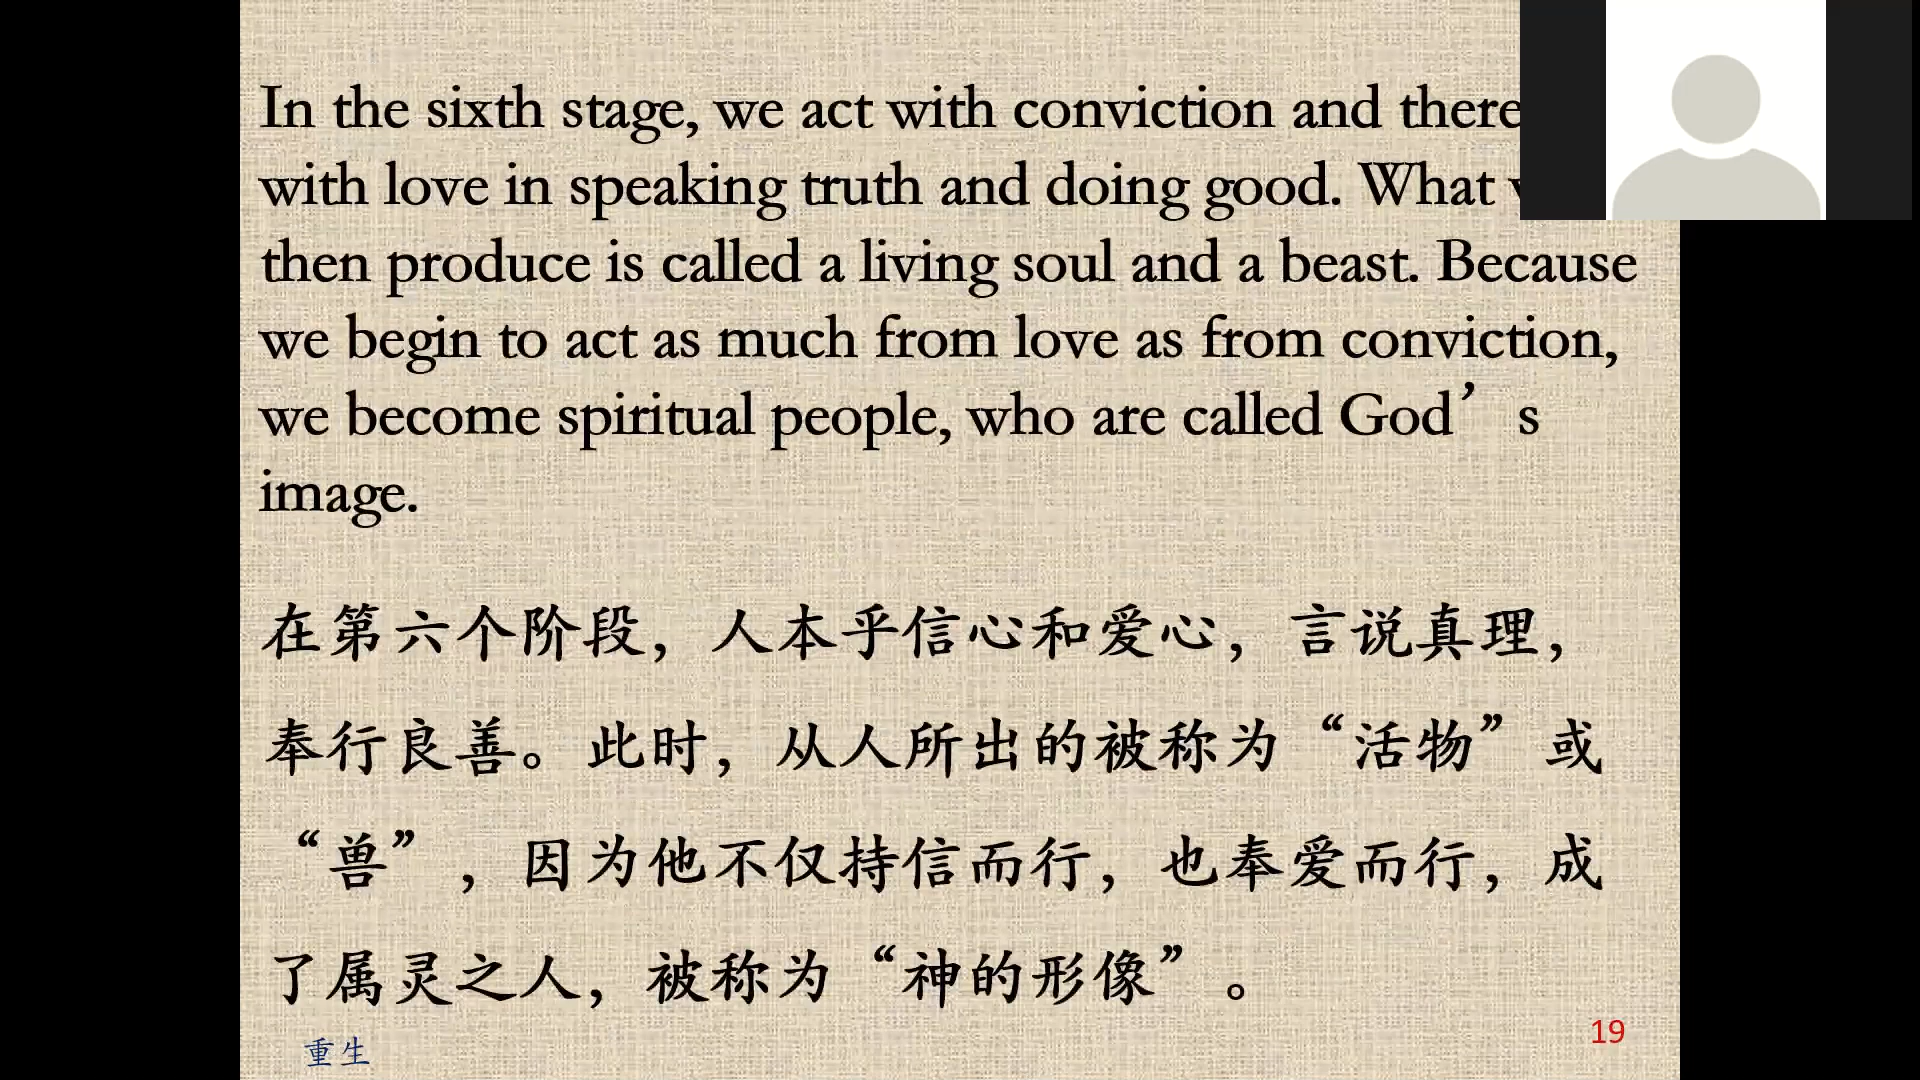 In the sixth stage, we act with conviction and there
with love in speaking truth and doing good. What
then produce is called a living soul and a beast. Because
we begin to act as much from love as from conviction,
we become spiritual people, who are called God’s
image.
在第六个阶段，人本乎信心和爱心，言说真理，
奉行良善。此时，从人所出的被称为“活物”或
“兽”，因为他不仅持信而行，也奉爱而行，成
了属灵之人，被称为“神的形像”。
重生
19